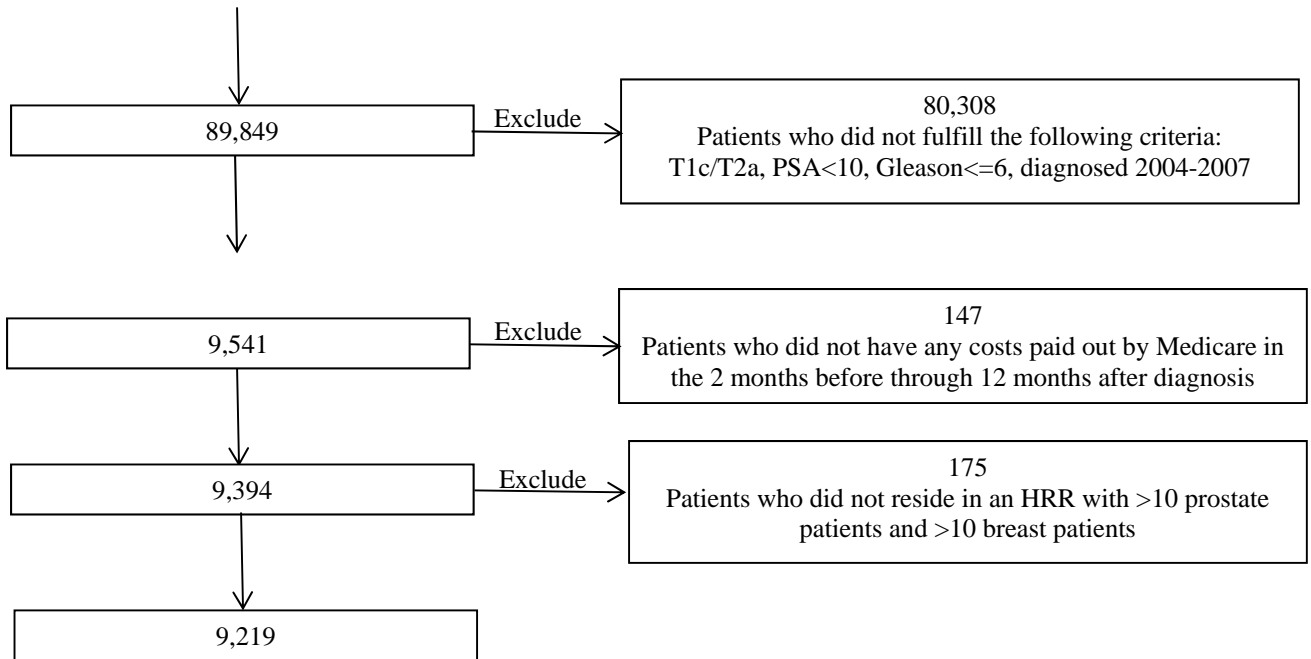 89,849
Exclude
80,308
Patients who did not fulfill the following criteria:
T1c/T2a, PSA<10, Gleason<=6, diagnosed 2004-2007
9,541
Exclude
147
Patients who did not have any costs paid out by Medicare in
the 2 months before through 12 months after diagnosis
9,394
Exclude
175
Patients who did not reside in an HRR with >10 prostate
patients and >10 breast patients
9,219